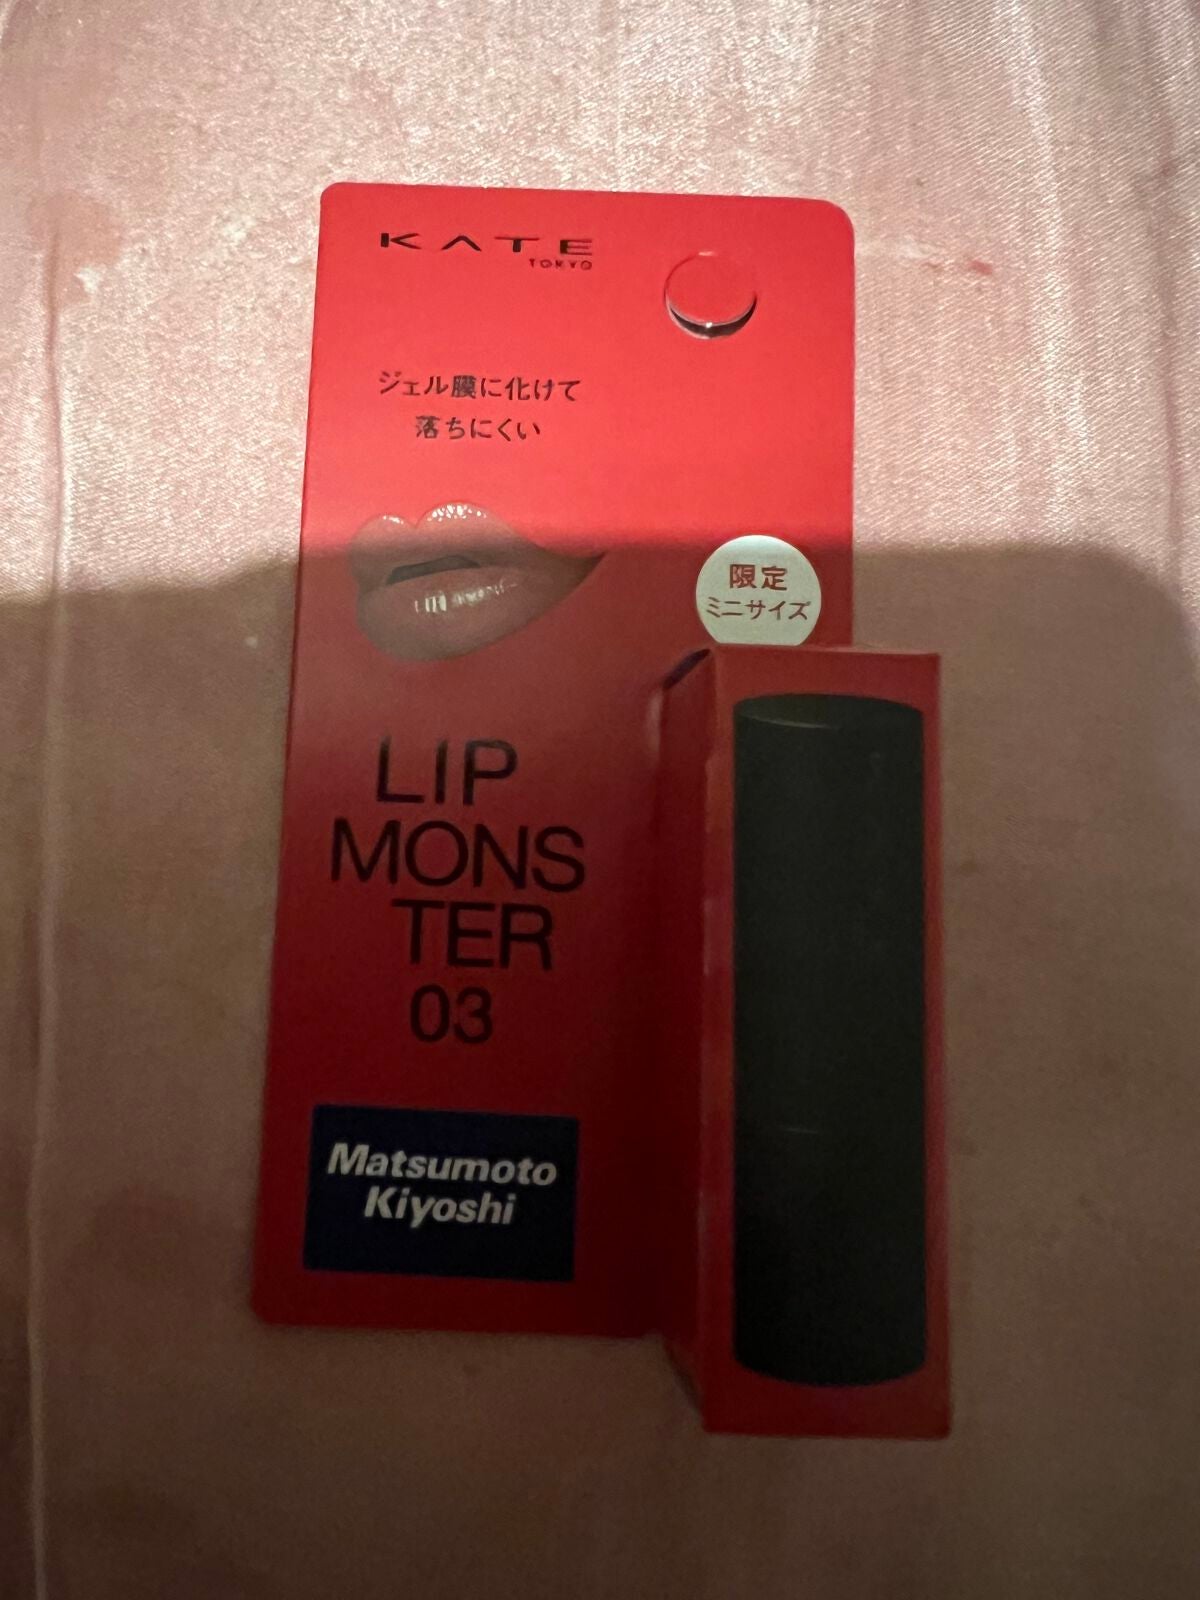 KATE
TOKYO
ジェル膜に化けて
落ちにくい
限定
ミニサイズ
LIP
MONS
TER
03
Matsumoto
Kiyoshi